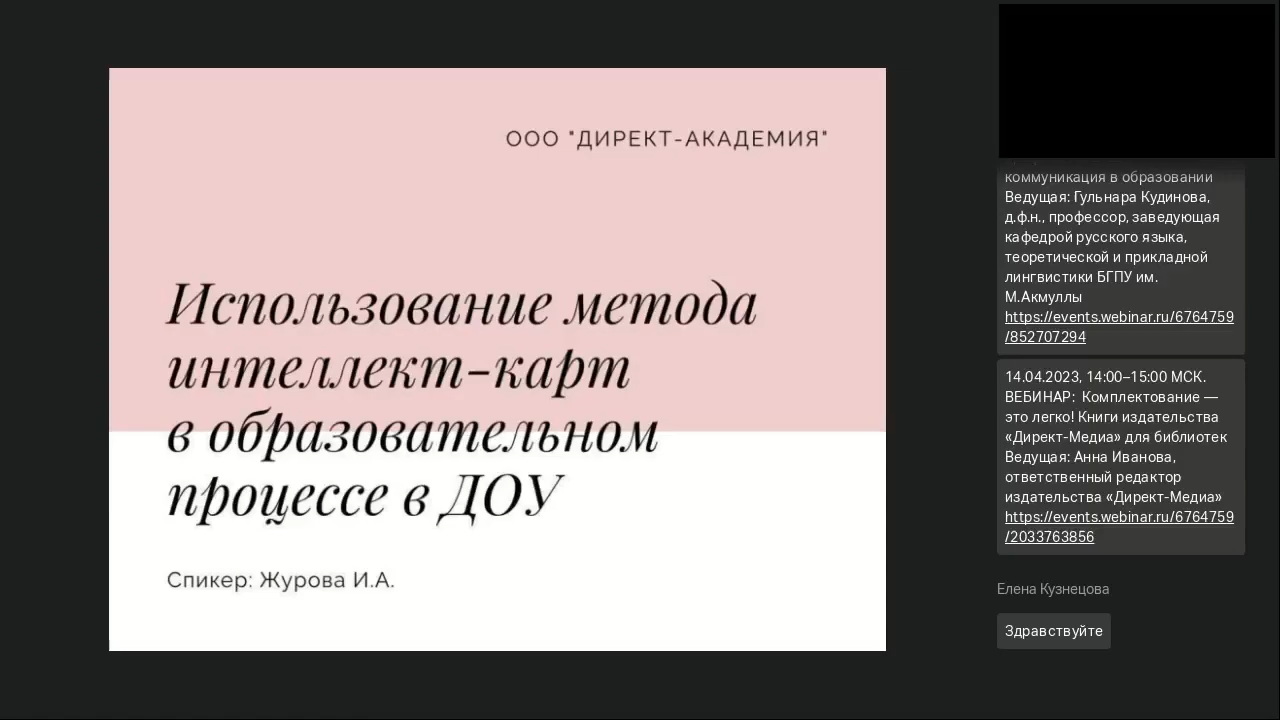 ООО "ДИРЕКТ-АКАДЕМИЯ"
Использование метода
интеллект-карт
в образовательном
процессе в ДОУ
Спикер: Журова И.А.
коммуникация в образовании
Ведущая: Гульнара Кудинова,
д.ф.н., профессор, заведующая
кафедрой русского языка,
теоретической и прикладной
лингвистики БГПУ им.
М.Акмуллы
https://events.webinar.ru/6764759
/852707294
14.04.2023, 14:00–15:00 МСК.
ВЕБИНАР:  Комплектование —
это легко! Книги издательства
«Директ-Медиа» для библиотек
Ведущая: Анна Иванова,
ответственный редактор
издательства «Директ-Медиа»
https://events.webinar.ru/6764759
/2033763856
Елена Кузнецова
Здравствуйте